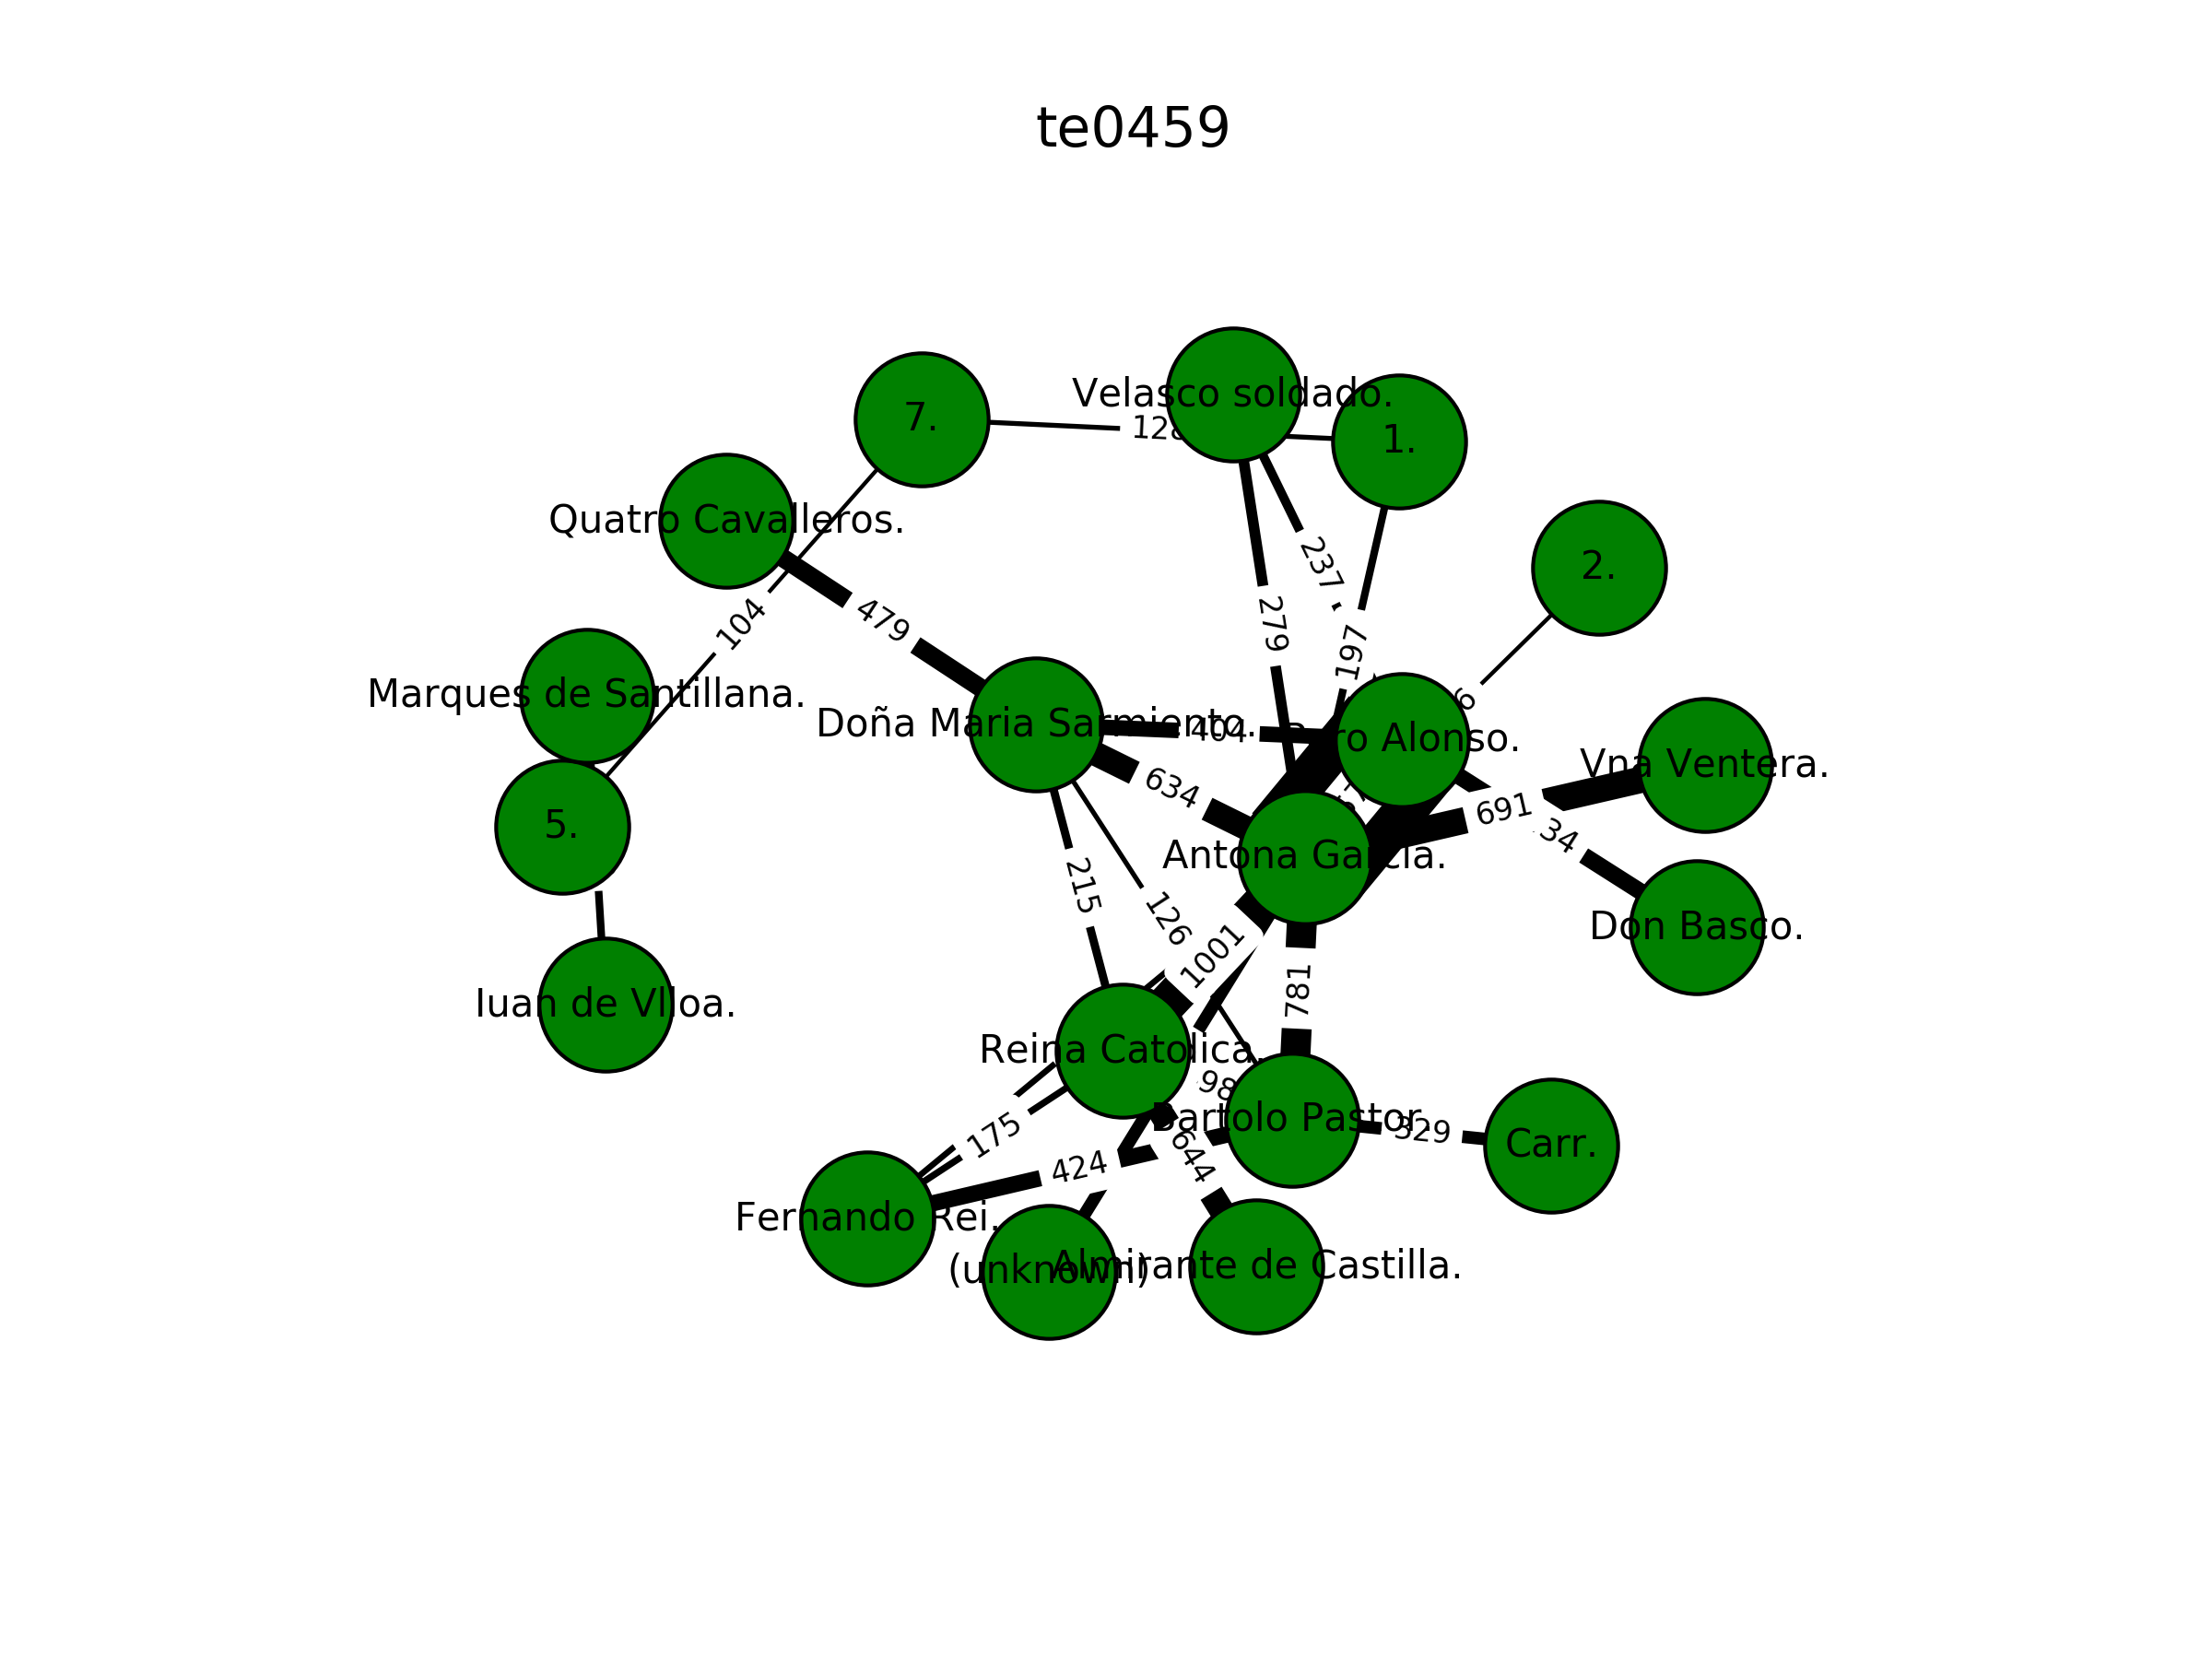 te0459
Velasco soldado.
7.
128
1.
Quatro Cavalleros.
2.
237
104
479
279
197
6
Marques de Santillana.
Doña Maria Sarmiento.
404
Pero Alonso.
Vna Ventera.
634
691
5.
34
Antona Garcia.
215
126
1001
Don Basco.
781
Iuan de Vlloa.
Reina Catolica.
98
175
Bartolo Pastor.
329
Carr.
644
424
Fernando Rei.
(unknown)
Almirante de Castilla.